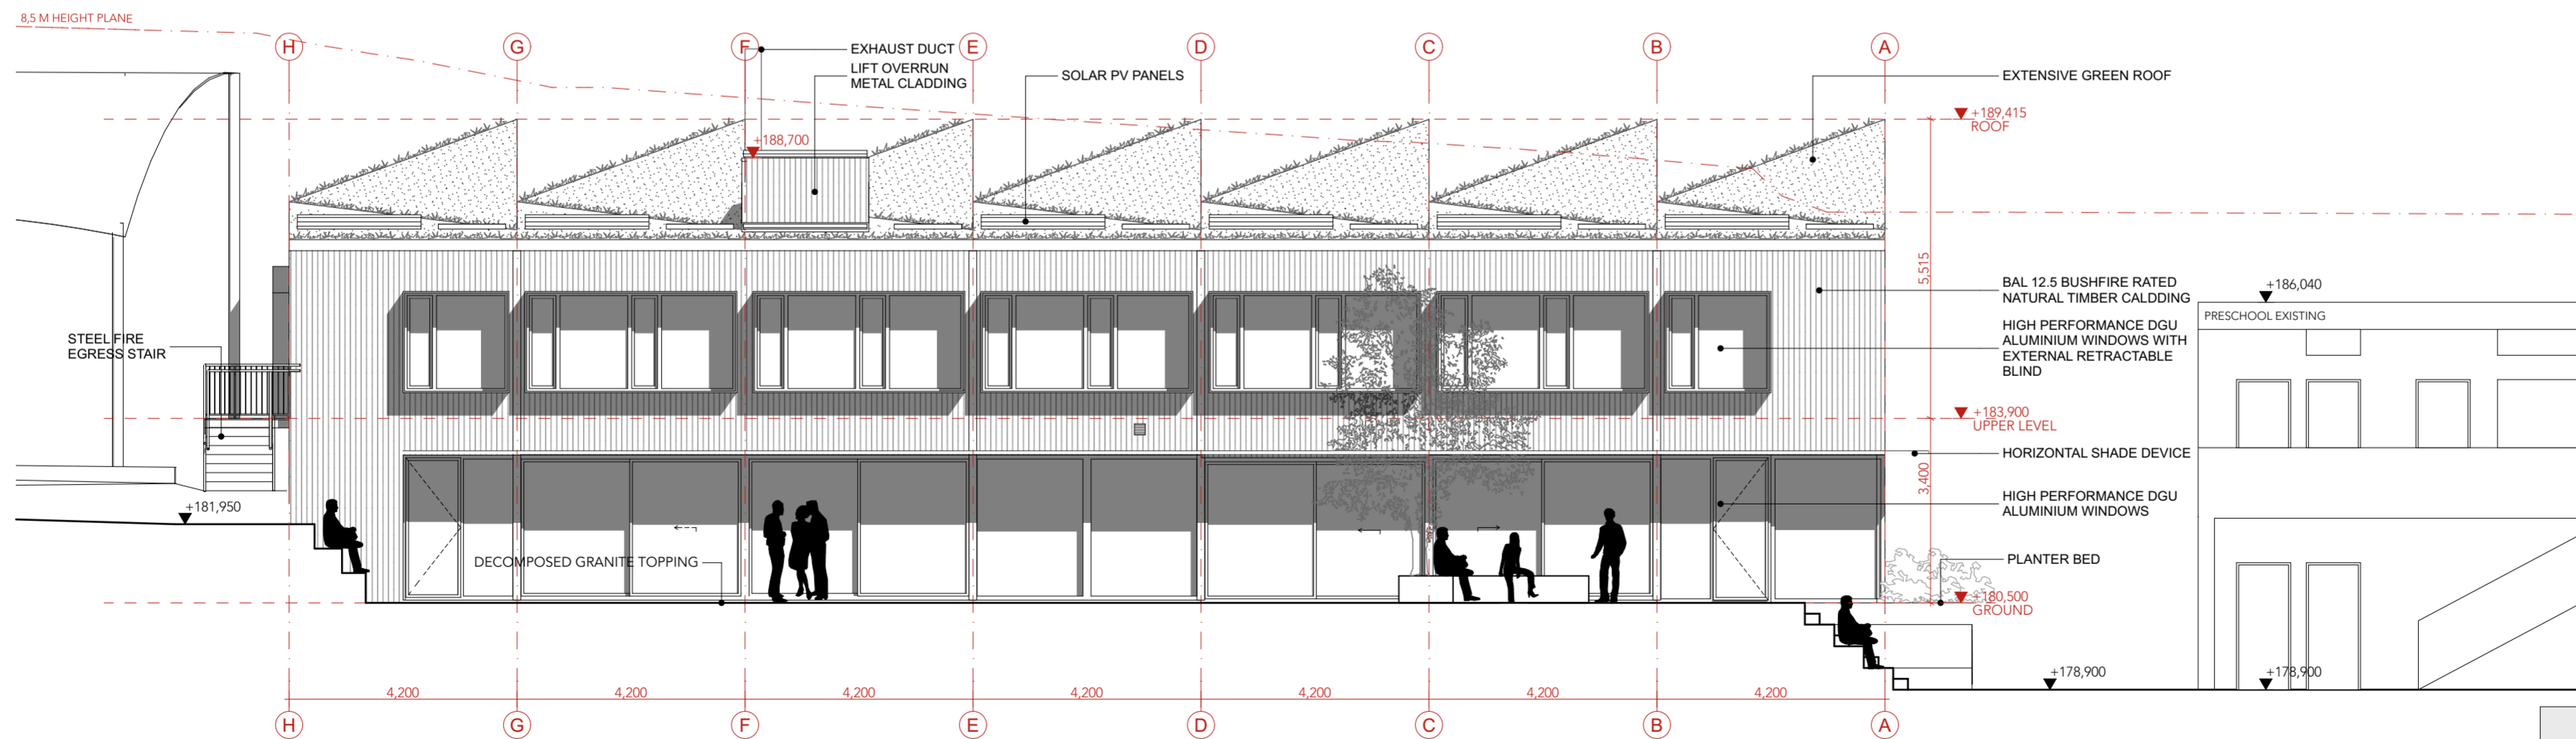 8,5 M HEIGHT PLANE
H
G
F
E
D
C
B
A
EXHAUST DUCT
LIFT OVERRUN
METAL CLADDING
SOLAR PV PANELS
EXTENSIVE GREEN ROOF
+189,415
ROOF
+188,700
5,515
BAL 12.5 BUSHFIRE RATED
NATURAL TIMBER CALDDING
+186,040
PRESCHOOL EXISTING
HIGH PERFORMANCE DGU
ALUMINIUM WINDOWS WITH
EXTERNAL RETRACTABLE
BLIND
STEEL FIRE
EGRESS STAIR
+183,900
UPPER LEVEL
HORIZONTAL SHADE DEVICE
3,400
HIGH PERFORMANCE DGU
ALUMINIUM WINDOWS
+181,950
DECOMPOSED GRANITE TOPPING
PLANTER BED
+180,500
GROUND
+178,900
+178,900
4,200
4,200
4,200
4,200
4,200
4,200
4,200
H
G
F
E
D
C
B
A